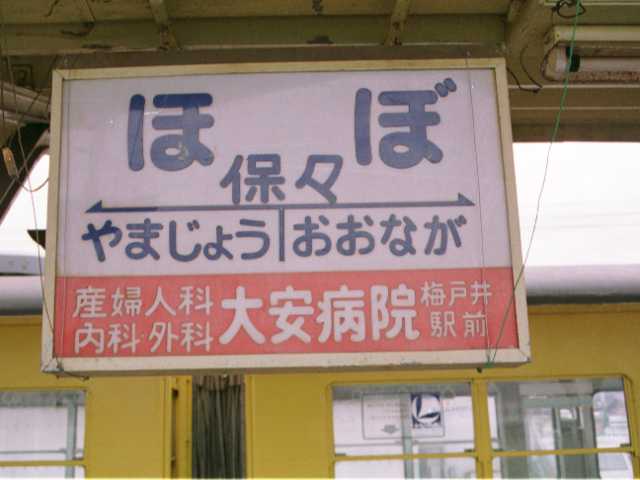 ほぼ
保々
やまじょう おおなが
産婦人科
内科・外科
大安病院
梅戸井
駅前